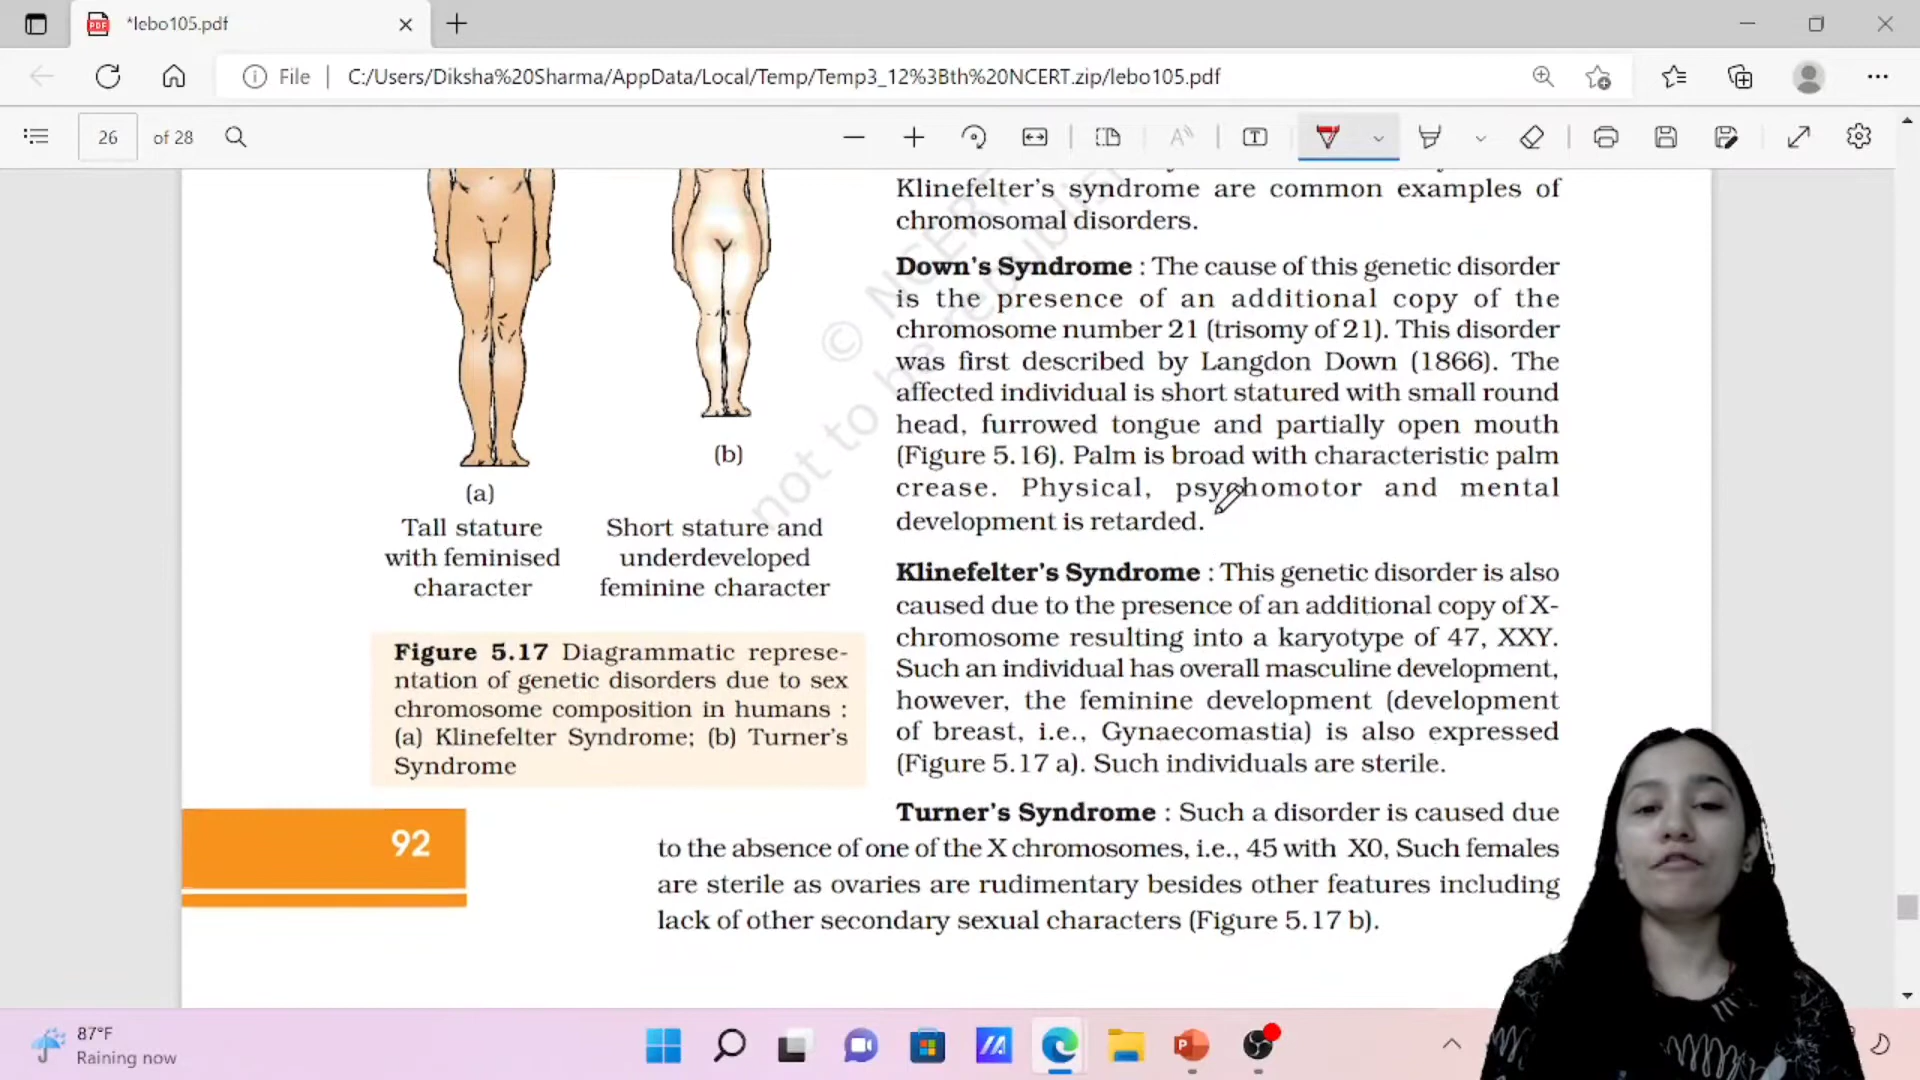 *lebo105.pdf
File
C:/Users/Diksha%20Sharma/AppData/Local/Temp/Temp3_12%3Bth%20NCERT.zip/lebo105.pdf
26 of 28
Klinefelter's syndrome are common examples of
chromosomal disorders.
Down's Syndrome : The cause of this genetic disorder
is the presence of an additional copy of the
chromosome number 21 (trisomy of 21). This disorder
was first described by Langdon Down (1866). The
affected individual is short statured with small round
head, furrowed tongue and partially open mouth
(Figure 5.16). Palm is broad with characteristic palm
crease. Physical, psychomotor and mental
development is retarded.
Klinefelter's Syndrome : This genetic disorder is also
caused due to the presence of an additional copy of X-
chromosome resulting into a karyotype of 47, XXY.
Such an individual has overall masculine development,
however, the feminine development (development
of breast, i.e., Gynaecomastia) is also expressed
(Figure 5.17 a). Such individuals are sterile.
Turner's Syndrome : Such a disorder is caused due
to the absence of one of the X chromosomes, i.e., 45 with X0, Such females
are sterile as ovaries are rudimentary besides other features including
lack of other secondary sexual characters (Figure 5.17 b).
(a)
Tall stature
with feminised
character
(b)
Short stature and
underdeveloped
feminine character
Figure 5.17 Diagrammatic represe-
ntation of genetic disorders due to sex
chromosome composition in humans :
(a) Klinefelter Syndrome; (b) Turner's
Syndrome
92
© NCERT
not to be republis
87°F
Raining now